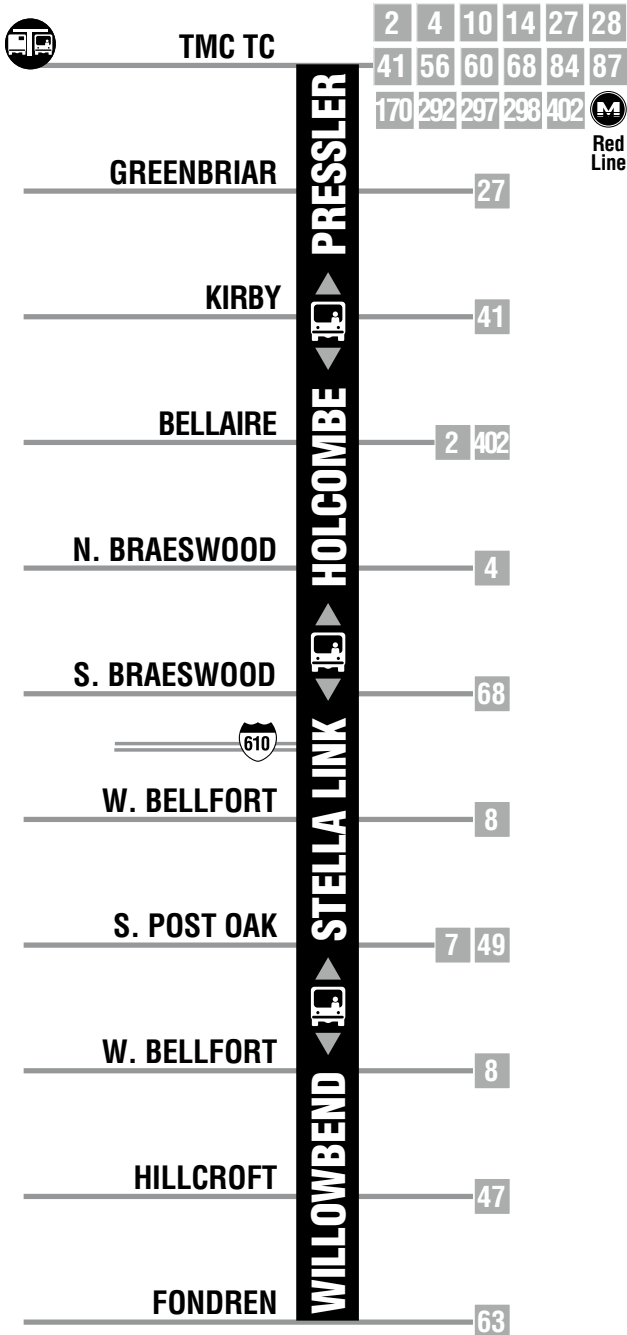 TMC TC
2 4 10 14 27 28
41 56 60 68 84 87
170 292 297 298 402 M
Red
Line
PRESSLER
GREENBRIAR 27
KIRBY 41
HOLCOMBE
BELLAIRE 2 402
N. BRAESWOOD 4
S. BRAESWOOD 68
610
STELLA LINK
W. BELLFORT 8
S. POST OAK 7 49
W. BELLFORT 8
WILLOWBEND
HILLCROFT 47
FONDREN 63